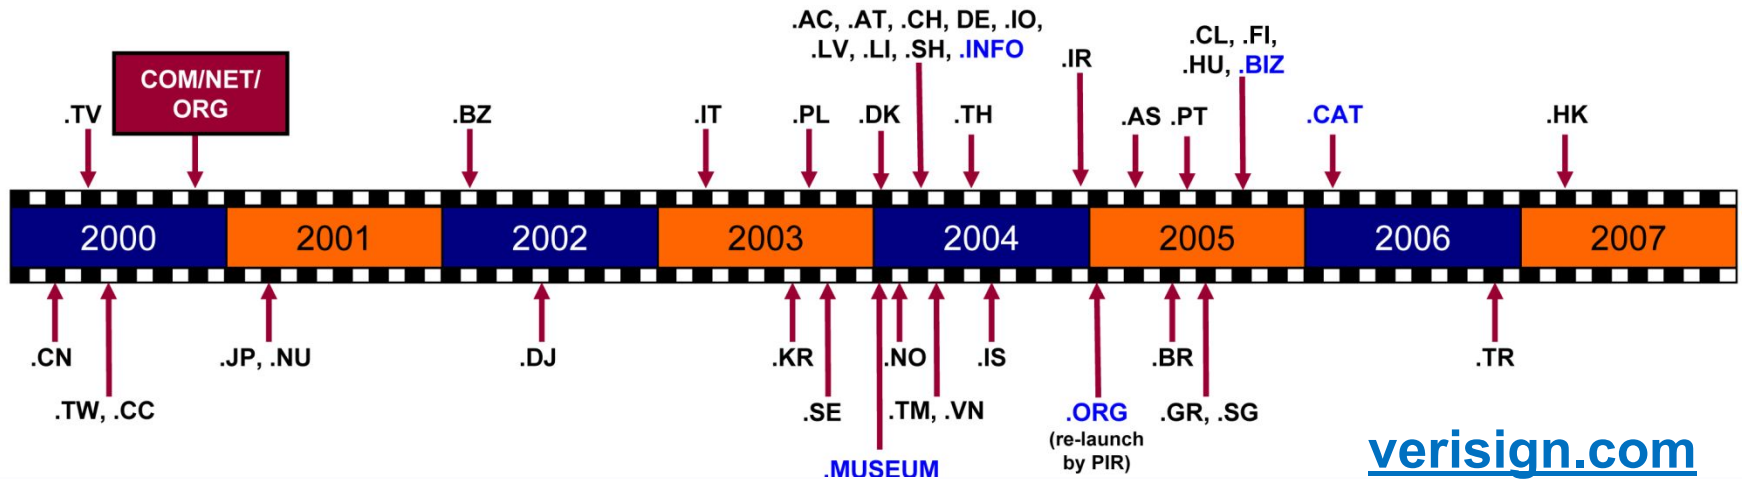 .AC, .AT, .CH, DE, .IO,
.LV, .LI, .SH, .INFO
.CL, .FI,
.HU, .BIZ
.IR
COM/NET/
ORG
.TV
.BZ
.IT
.PL
.DK
.TH
.AS
.PT
.CAT
.HK
2000
2001
2002
2003
2004
2005
2006
2007
.CN
.JP, .NU
.DJ
.KR
.NO
.IS
.BR
.TR
.TW, .CC
.SE
.TM, .VN
.ORG
(re-launch
by PIR)
.GR, .SG
.MUSEUM
verisign.com